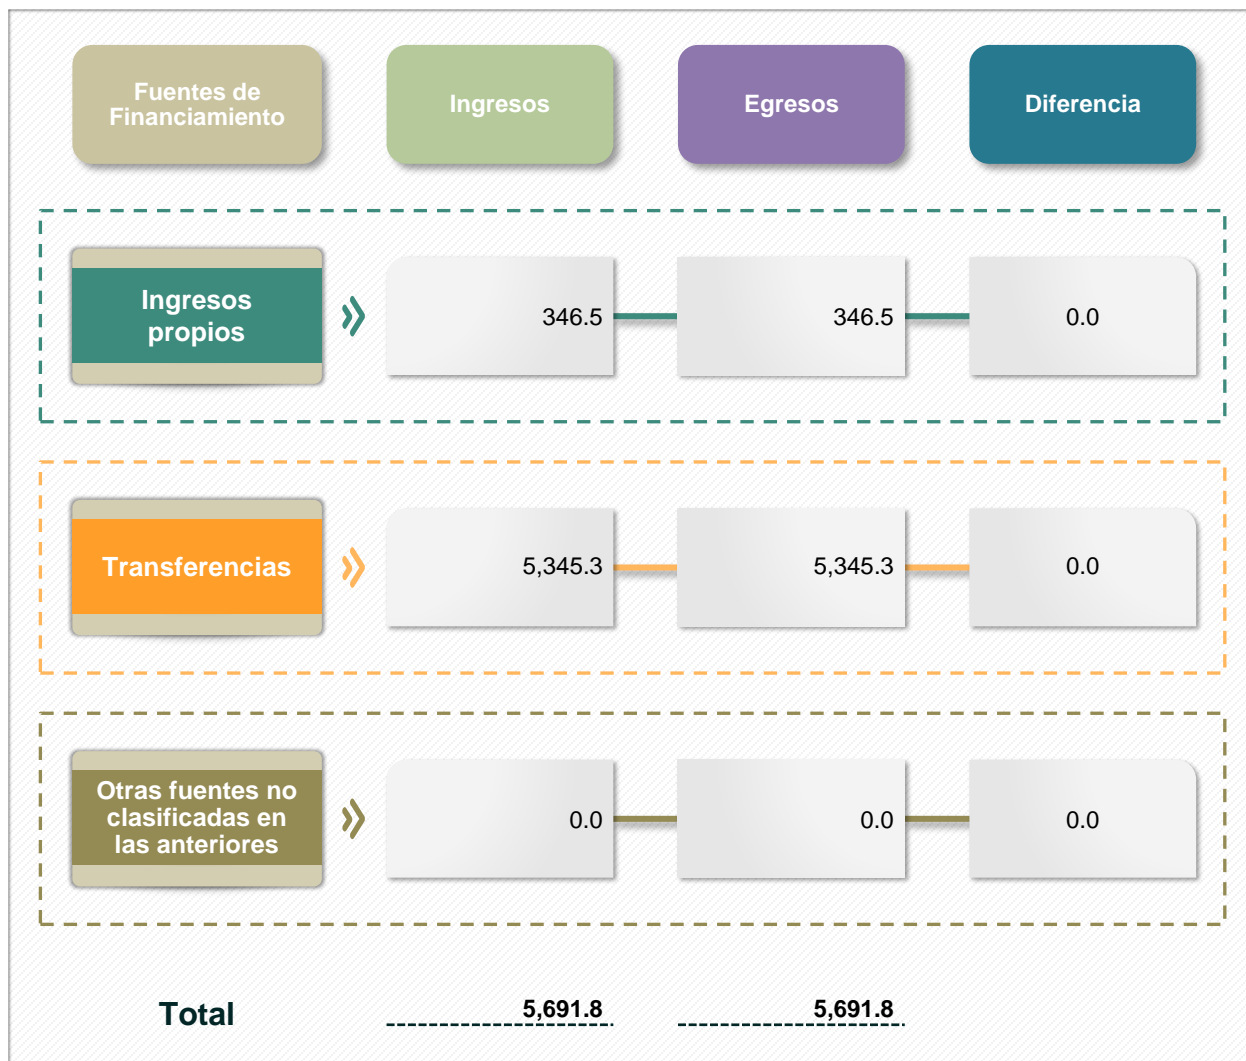 Fuentes de
Financiamiento
Ingresos
Egresos
Diferencia
Ingresos
propios
346.5
346.5
0.0
Transferencias
5,345.3
5,345.3
0.0
Otras fuentes no
clasificadas en
las anteriores
0.0
0.0
0.0
Total
5,691.8
5,691.8